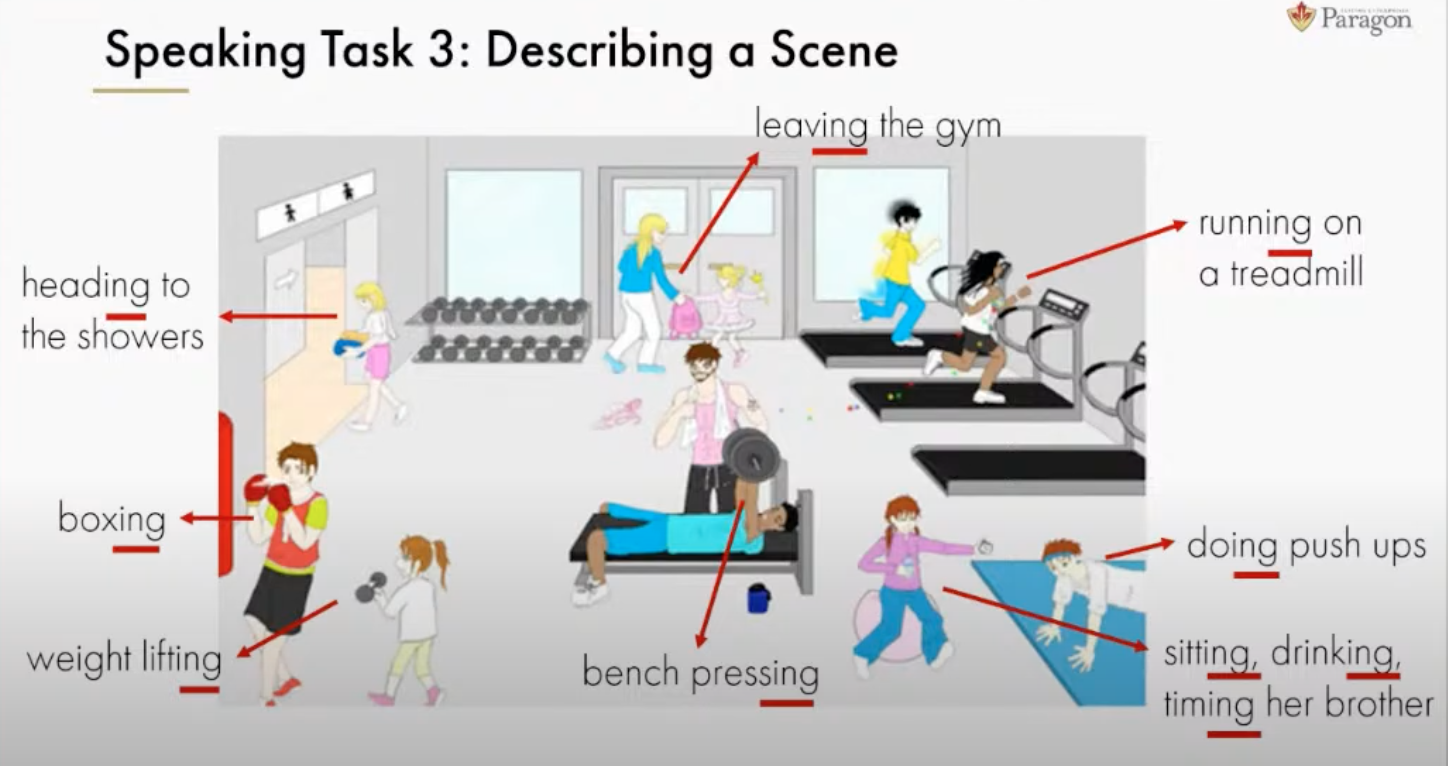 Paragon
Speaking Task 3: Describing a Scene
leaving the gym
running on
a treadmill
heading to
the showers
boxing
doing push ups
weight lifting
bench pressing
sitting, drinking,
timing her brother